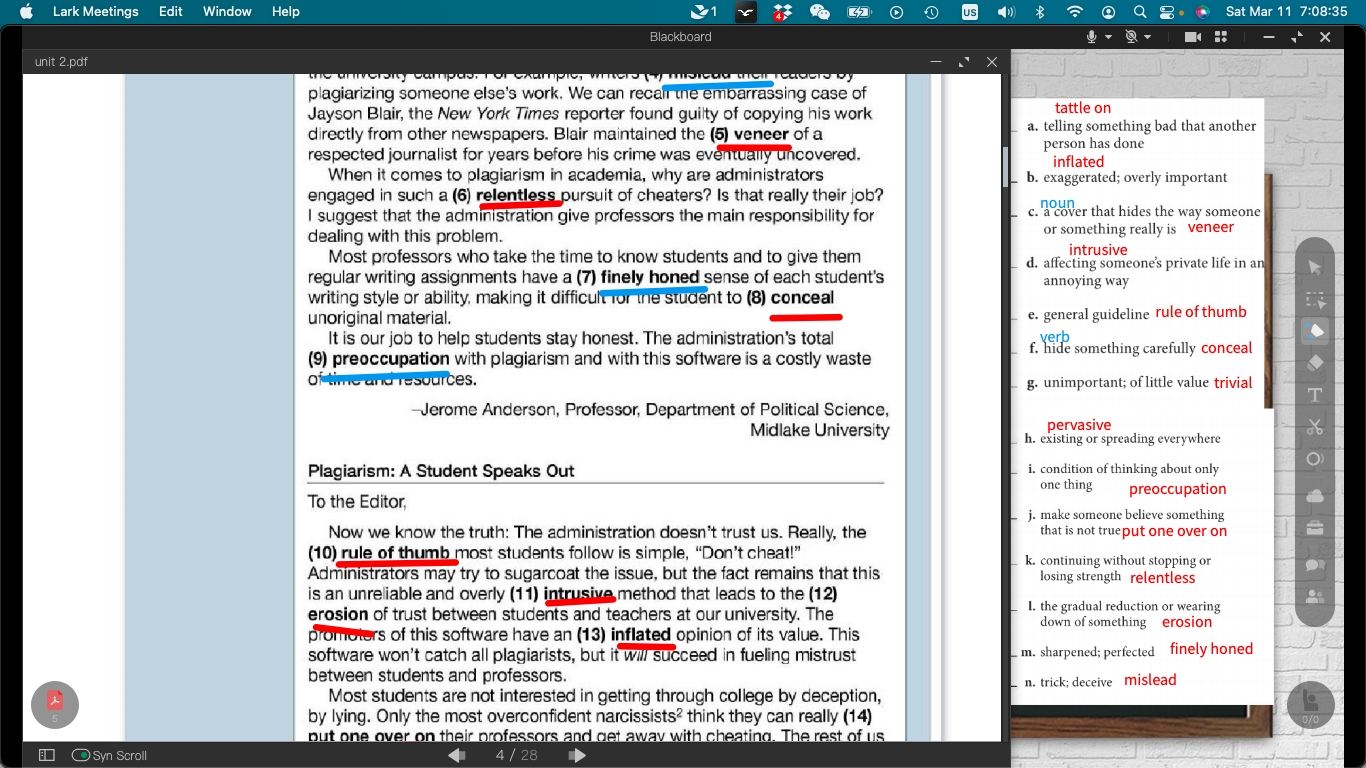 Lark Meetings Edit Window Help 1 4 US Sat Mar 11 7:08:35
Blackboard
unit 2.pdf
the university campus. For example, writers (4) mislead their readers by
plagiarizing someone else's work. We can recall the embarrassing case of
Jayson Blair, the New York Times reporter found guilty of copying his work
directly from other newspapers. Blair maintained the (5) veneer of a
respected journalist for years before his crime was eventually uncovered.
When it comes to plagiarism in academia, why are administrators
engaged in such a (6) relentless pursuit of cheaters? Is that really their job?
I suggest that the administration give professors the main responsibility for
dealing with this problem.
Most professors who take the time to know students and to give them
regular writing assignments have a (7) finely honed sense of each student's
writing style or ability, making it difficult for the student to (8) conceal
unoriginal material.
It is our job to help students stay honest. The administration's total
(9) preoccupation with plagiarism and with this software is a costly waste
of time and resources.
–Jerome Anderson, Professor, Department of Political Science,
Midlake University
Plagiarism: A Student Speaks Out
To the Editor,
Now we know the truth: The administration doesn't trust us. Really, the
(10) rule of thumb most students follow is simple, "Don't cheat!"
Administrators may try to sugarcoat the issue, but the fact remains that this
is an unreliable and overly (11) intrusive method that leads to the (12)
erosion of trust between students and teachers at our university. The
promoters of this software have an (13) inflated opinion of its value. This
software won't catch all plagiarists, but it will succeed in fueling mistrust
between students and professors.
Most students are not interested in getting through college by deception,
by lying. Only the most overconfident narcissists2 think they can really (14)
put one over on their professors and get away with cheating. The rest of us
5
Syn Scroll 4 / 28
tattle on
a. telling something bad that another
person has done
inflated
b. exaggerated; overly important
noun
c. a cover that hides the way someone
or something really is veneer
intrusive
d. affecting someone's private life in an
annoying way
e. general guideline rule of thumb
verb
f. hide something carefully conceal
g. unimportant; of little value trivial
pervasive
h. existing or spreading everywhere
i. condition of thinking about only
one thing preoccupation
j. make someone believe something
that is not true put one over on
k. continuing without stopping or
losing strength relentless
l. the gradual reduction or wearing
down of something erosion
m. sharpened; perfected finely honed
n. trick; deceive mislead
0/0